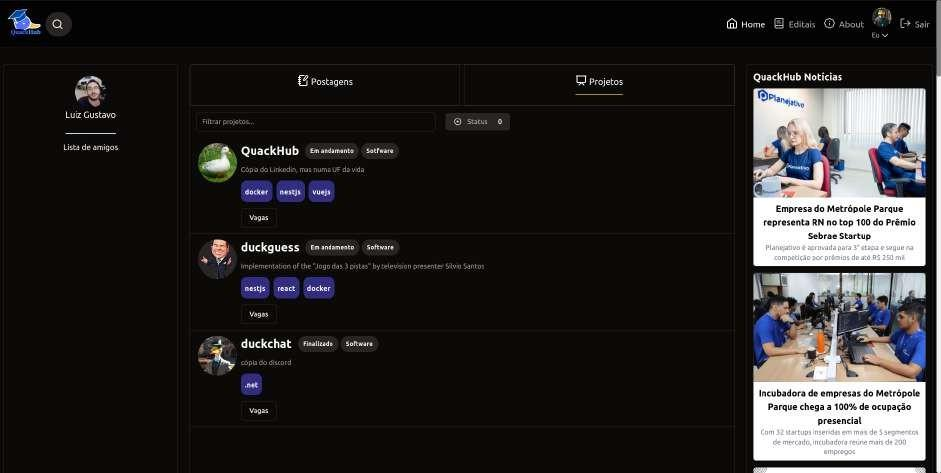 QuackHub
Home
Editais
About
Eu
Sair
Luiz Gustavo
Lista de amigos
Postagens
Projetos
Filtrar projetos...
Status 0
QuackHub Em andamento Sotfware
Cópia do Linkedin, mas numa UF da vida
docker nestjs vuejs
Vagas
duckguess Em andamento Software
Implementation of the "Jogo das 3 pistas" by television presenter Silvio Santos
nestjs react docker
Vagas
duckchat Finalizado Software
cópia do discord
.net
Vagas
QuackHub Notícias
Planejativo
Empresa do Metrópole Parque
representa RN no top 100 do Prêmio
Sebrae Startup
Planejativo é aprovada para 3ª etapa e segue na
competição por prêmios de até R$ 250 mil
Incubadora de empresas do Metrópole
Parque chega a 100% de ocupação
presencial
Com 32 startups inseridas em mais de 5 segmentos
de mercado, incubadora reúne mais de 200
empregos